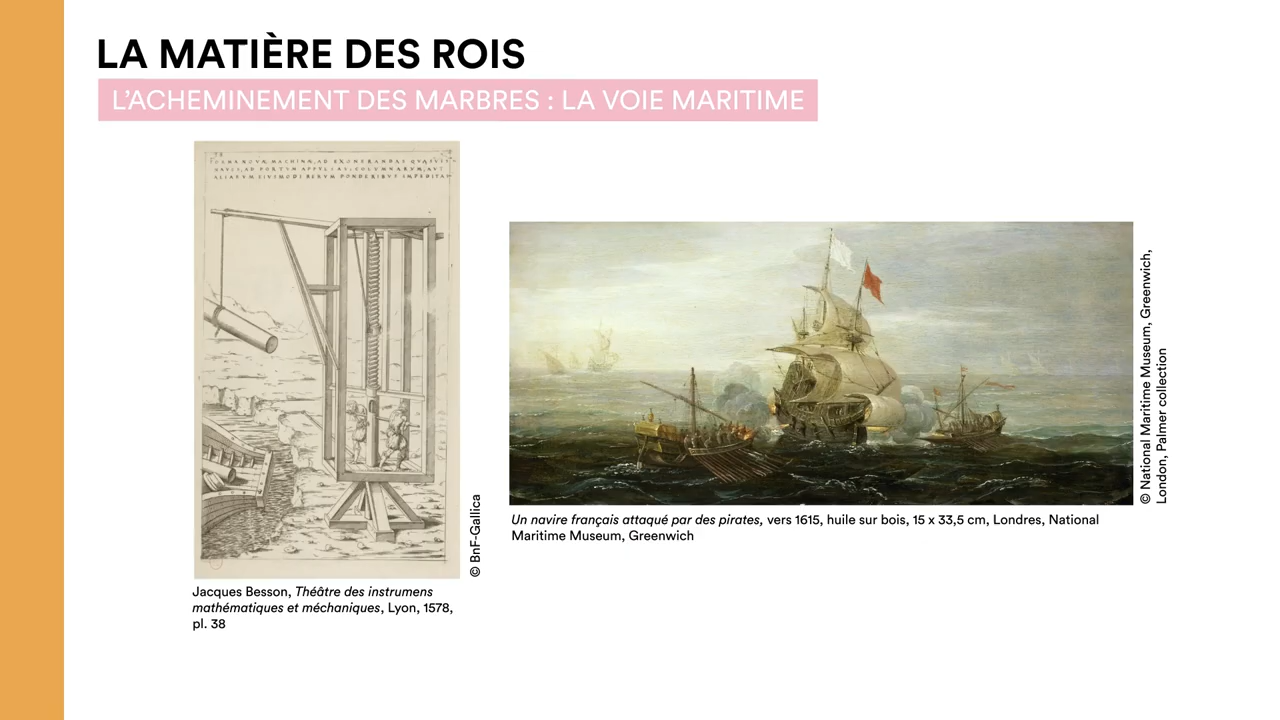 LA MATIÈRE DES ROIS
L'ACHEMINEMENT DES MARBRES : LA VOIE MARITIME
© BnF-Gallica
Jacques Besson, Théâtre des instrumens
mathématiques et méchaniques, Lyon, 1578,
pl. 38
© National Maritime Museum, Greenwich,
London, Palmer collection
Un navire français attaqué par des pirates, vers 1615, huile sur bois, 15 x 33,5 cm, Londres, National
Maritime Museum, Greenwich